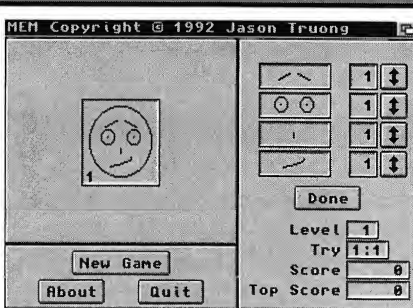 MEM Copyright © 1992 Jason Truong
1
1
1
1
1
Done
Level 1
Try 1:1
Score 0
Top Score 0
New Game
About Quit